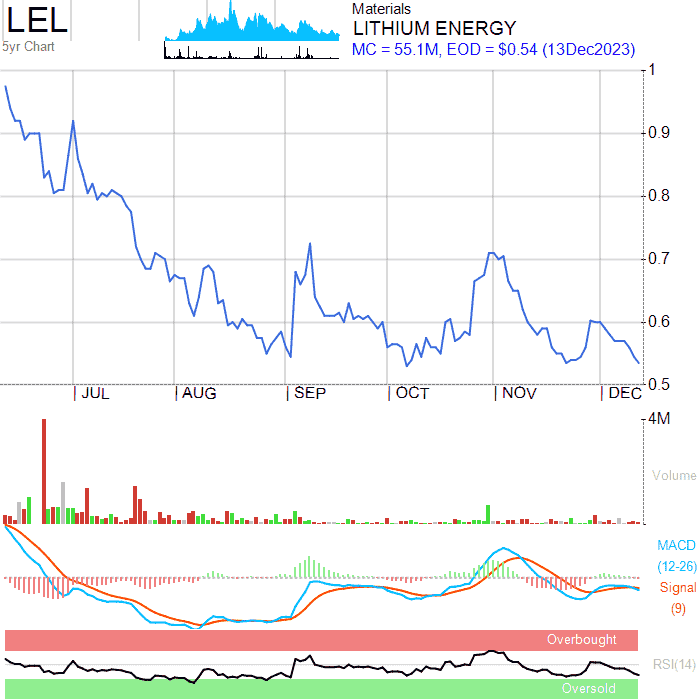 LEL
5yr Chart
Materials
LITHIUM ENERGY
MC = 55.1M, EOD = $0.54 (13Dec2023)
1
0.9
0.8
0.7
0.6
0.5
JUL AUG SEP OCT NOV DEC
4M
Volume
MACD
(12-26)
Signal
(9)
Overbought
RSI(14)
Oversold